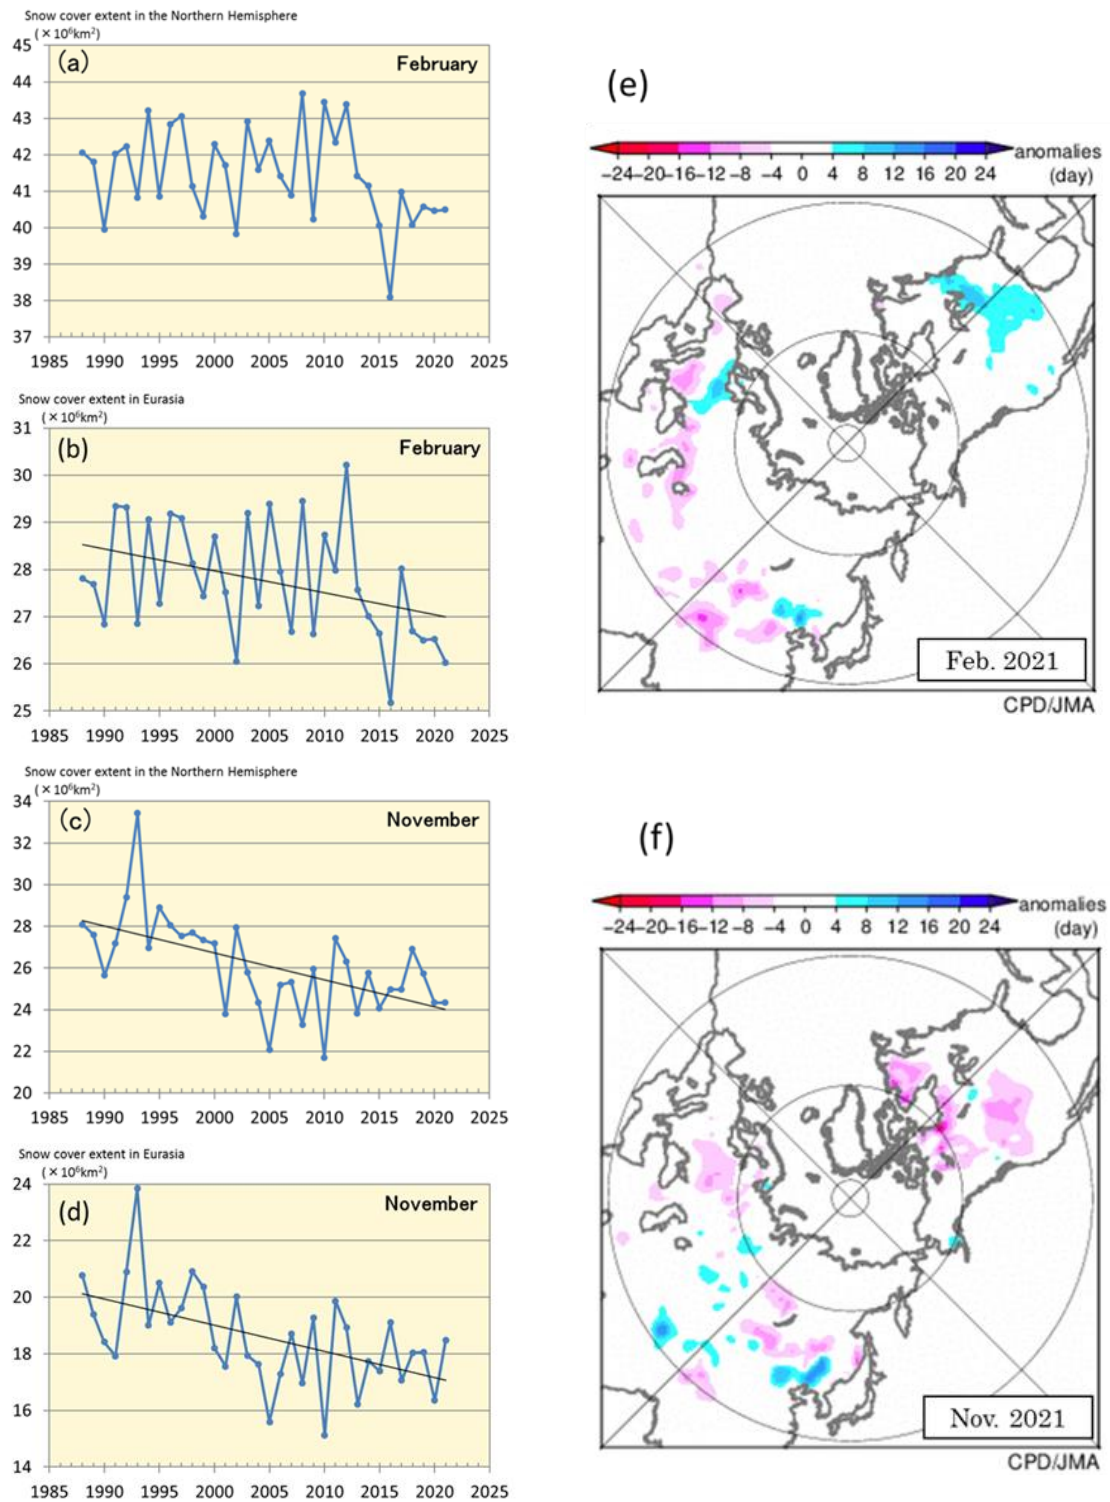 Snow cover extent in the Northern Hemisphere
(×10⁶km²)
(a)
February
45
44
43
42
41
40
39
38
37
1985 1990 1995 2000 2005 2010 2015 2020 2025
Snow cover extent in Eurasia
(×10⁶km²)
(b)
February
31
30
29
28
27
26
25
1985 1990 1995 2000 2005 2010 2015 2020 2025
Snow cover extent in the Northern Hemisphere
(×10⁶km²)
(c)
November
34
32
30
28
26
24
22
20
1985 1990 1995 2000 2005 2010 2015 2020 2025
Snow cover extent in Eurasia
(×10⁶km²)
(d)
November
24
22
20
18
16
14
1985 1990 1995 2000 2005 2010 2015 2020 2025
(e)
anomalies
−24−20−16−12 −8 −4 0 4 8 12 16 20 24 (day)
Feb. 2021
CPD/JMA
(f)
anomalies
−24−20−16−12 −8 −4 0 4 8 12 16 20 24 (day)
Nov. 2021
CPD/JMA